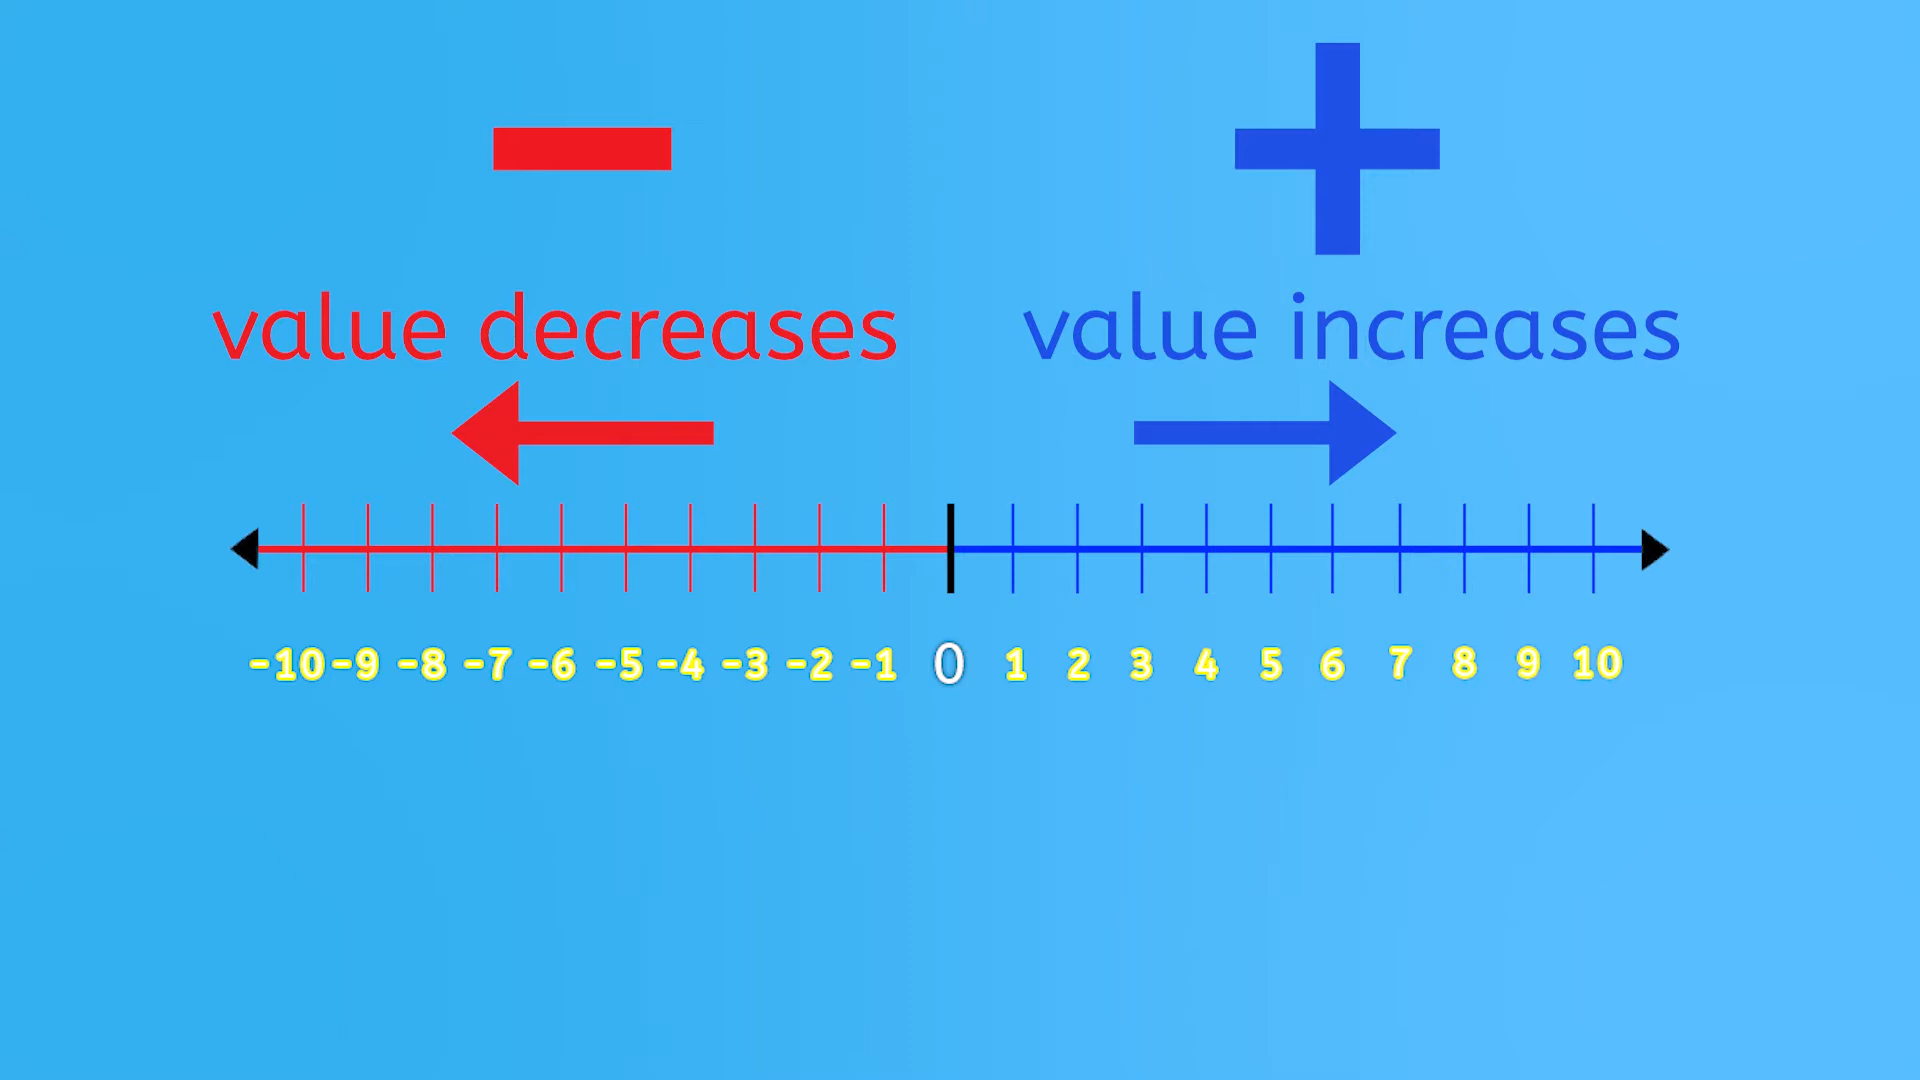 − +
value decreases value increases
-10 -9 -8 -7 -6 -5 -4 -3 -2 -1 0 1 2 3 4 5 6 7 8 9 10